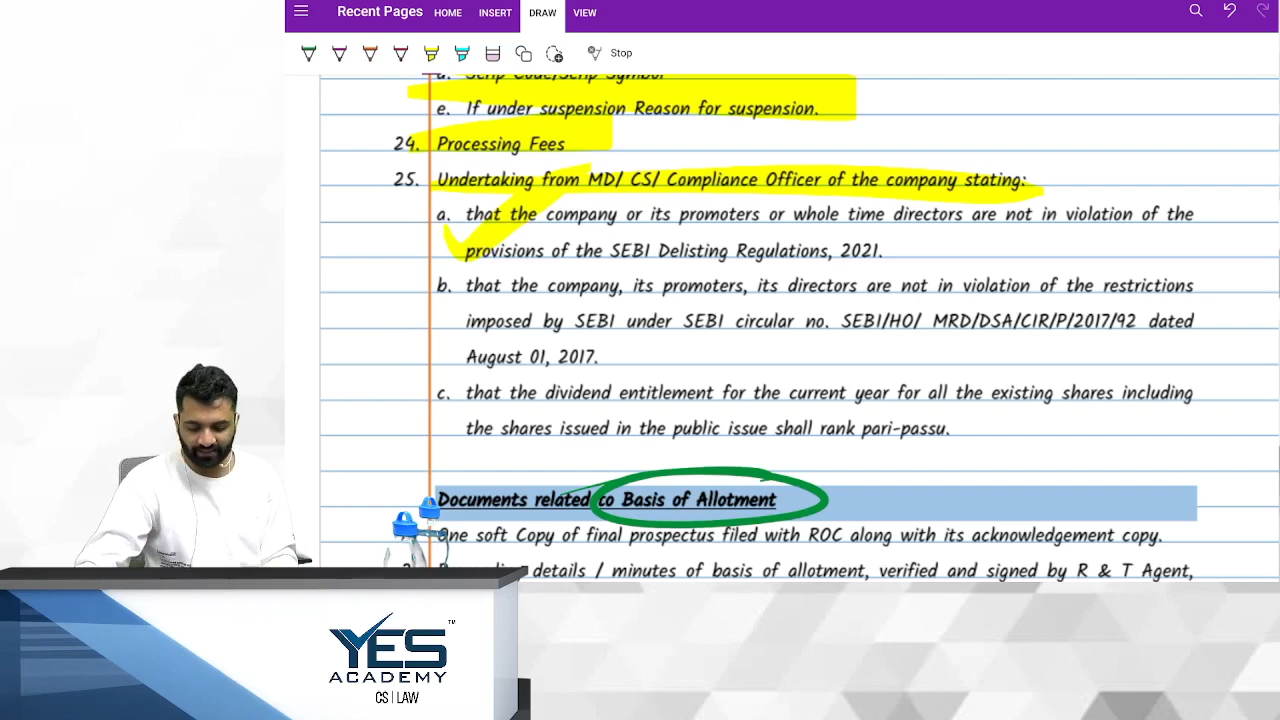 Recent Pages HOME INSERT DRAW VIEW
Stop
d. Scrip Code/Scrip Symbol
e. If under suspension Reason for suspension.
24. Processing Fees
25. Undertaking from MD/ CS/ Compliance Officer of the company stating:
a. that the company or its promoters or whole time directors are not in violation of the
provisions of the SEBI Delisting Regulations, 2021.
b. that the company, its promoters, its directors are not in violation of the restrictions
imposed by SEBI under SEBI circular no. SEBI/HO/ MRD/DSA/CIR/P/2017/92 dated
August 01, 2017.
c. that the dividend entitlement for the current year for all the existing shares including
the shares issued in the public issue shall rank pari-passu.
Documents related to Basis of Allotment
One soft Copy of final prospectus filed with ROC along with its acknowledgement copy.
details / minutes of basis of allotment, verified and signed by R & T Agent,
YES™
ACADEMY
CS | LAW